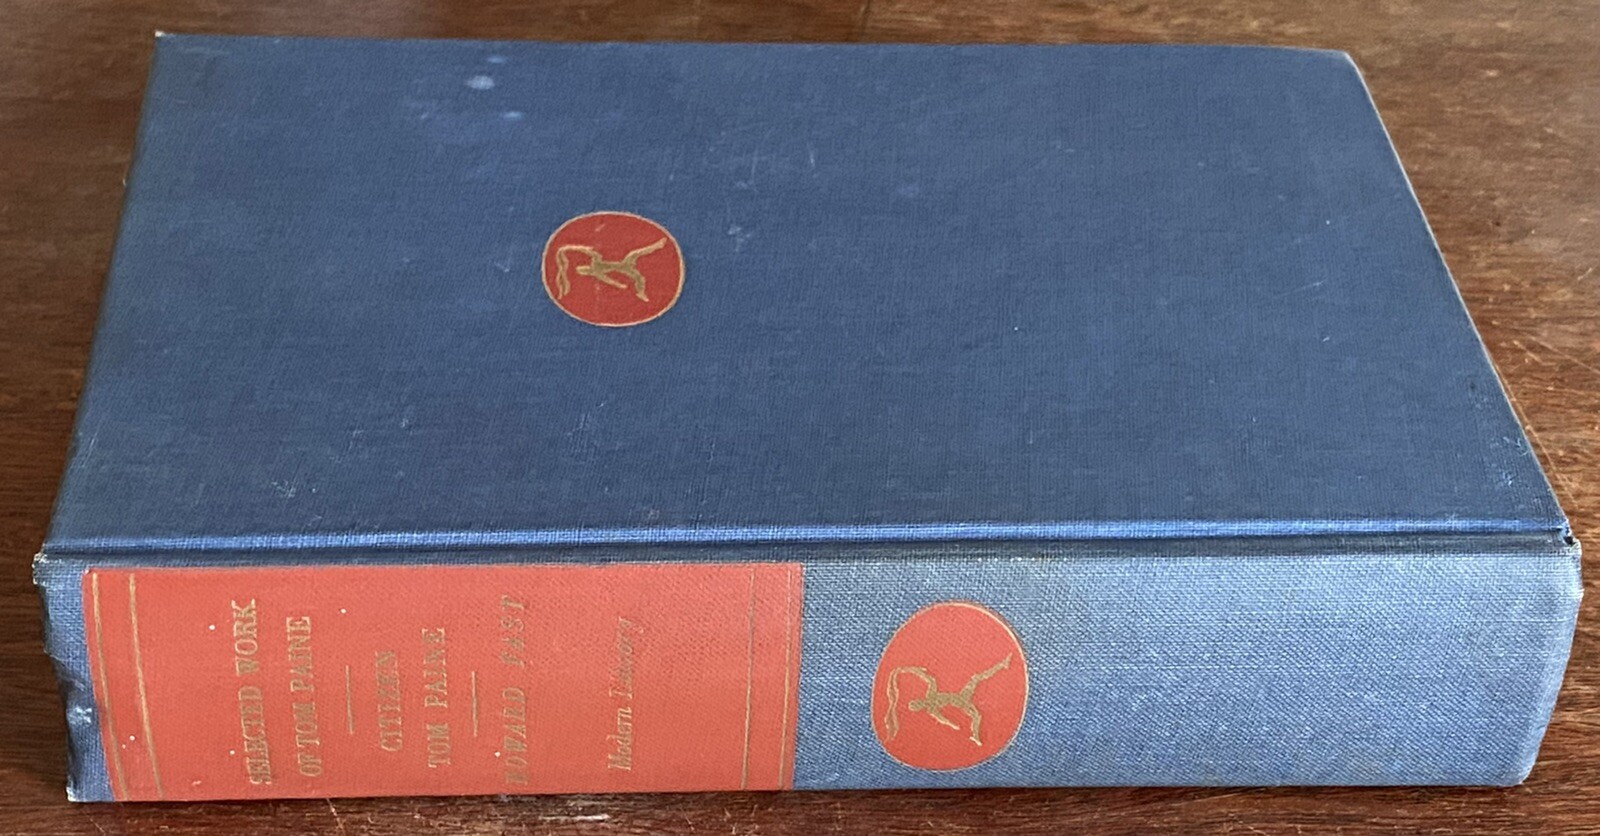 SELECTED WORK
OF TOM PAINE
CITIZEN
TOM PAINE
HOWARD FAST
Modern Library